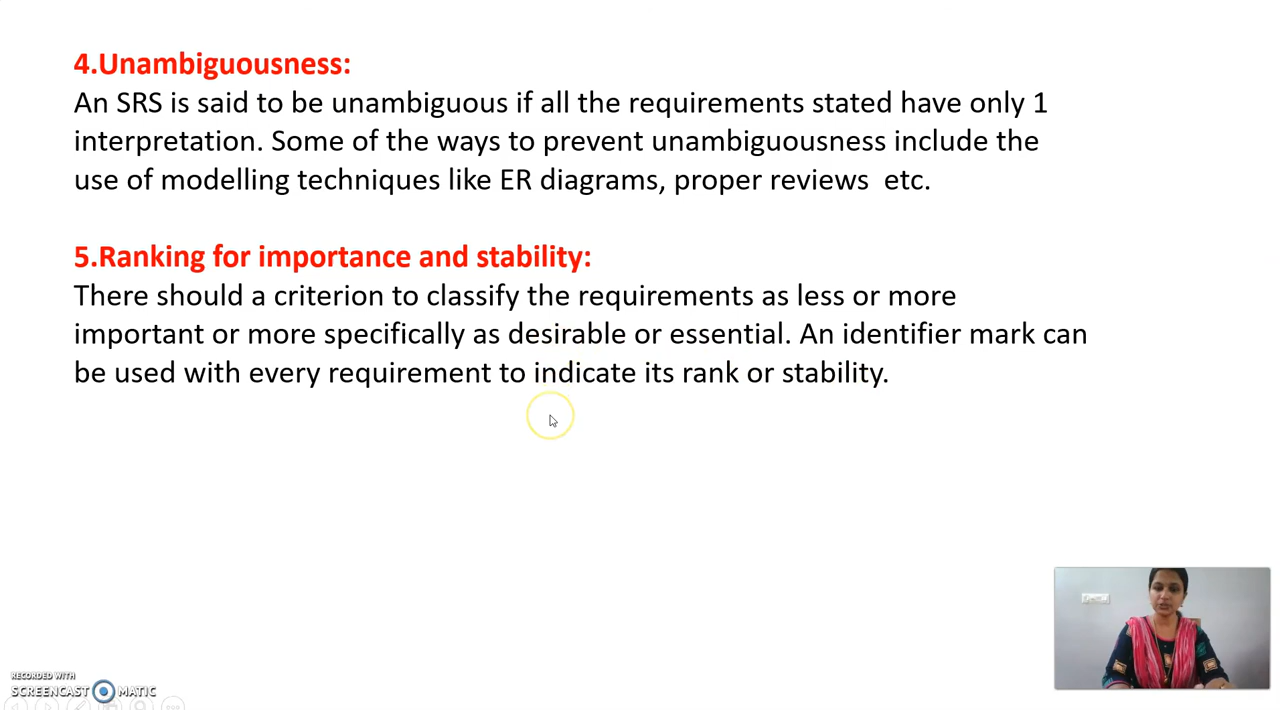 4.Unambiguousness:
An SRS is said to be unambiguous if all the requirements stated have only 1
interpretation. Some of the ways to prevent unambiguousness include the
use of modelling techniques like ER diagrams, proper reviews  etc.
5.Ranking for importance and stability:
There should a criterion to classify the requirements as less or more
important or more specifically as desirable or essential. An identifier mark can
be used with every requirement to indicate its rank or stability.
RECORDED WITH
SCREENCAST MATIC